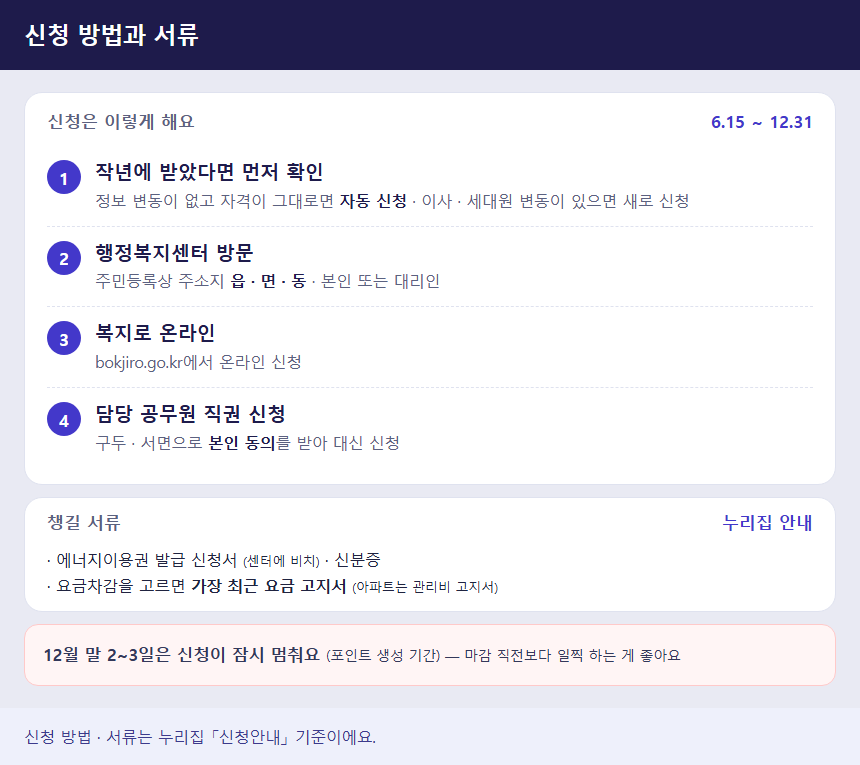 신청 방법과 서류
신청은 이렇게 해요
6.15 ~ 12.31
1
작년에 받았다면 먼저 확인
정보 변동이 없고 자격이 그대로면 자동 신청 · 이사 · 세대원 변동이 있으면 새로 신청
2
행정복지센터 방문
주민등록상 주소지 읍 · 면 · 동 · 본인 또는 대리인
3
복지로 온라인
bokjiro.go.kr에서 온라인 신청
4
담당 공무원 직권 신청
구두 · 서면으로 본인 동의를 받아 대신 신청
챙길 서류
누리집 안내
· 에너지이용권 발급 신청서 (센터에 비치) · 신분증
· 요금차감을 고르면 가장 최근 요금 고지서 (아파트는 관리비 고지서)
12월 말 2~3일은 신청이 잠시 멈춰요 (포인트 생성 기간) — 마감 직전보다 일찍 하는 게 좋아요
신청 방법 · 서류는 누리집 「신청안내」 기준이에요.